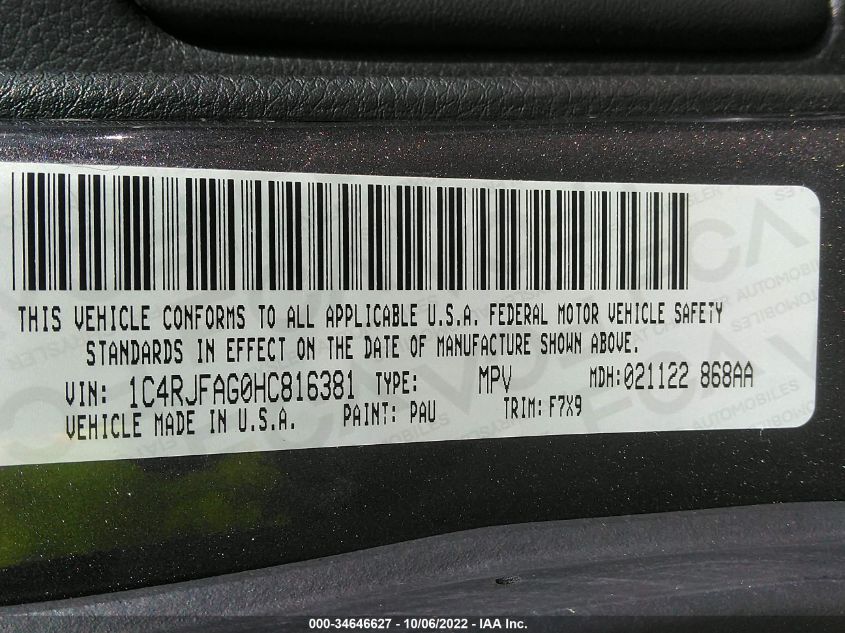 THIS VEHICLE CONFORMS TO ALL APPLICABLE U.S.A. FEDERAL MOTOR VEHICLE SAFETY
STANDARDS IN EFFECT ON THE DATE OF MANUFACTURE SHOWN ABOVE.
VIN: 1C4RJFAG0HC816381 TYPE: MPV MDH:021122 868AA
VEHICLE MADE IN U.S.A. PAINT: PAU TRIM: F7X9
000-34646627 - 10/06/2022 - IAA Inc.